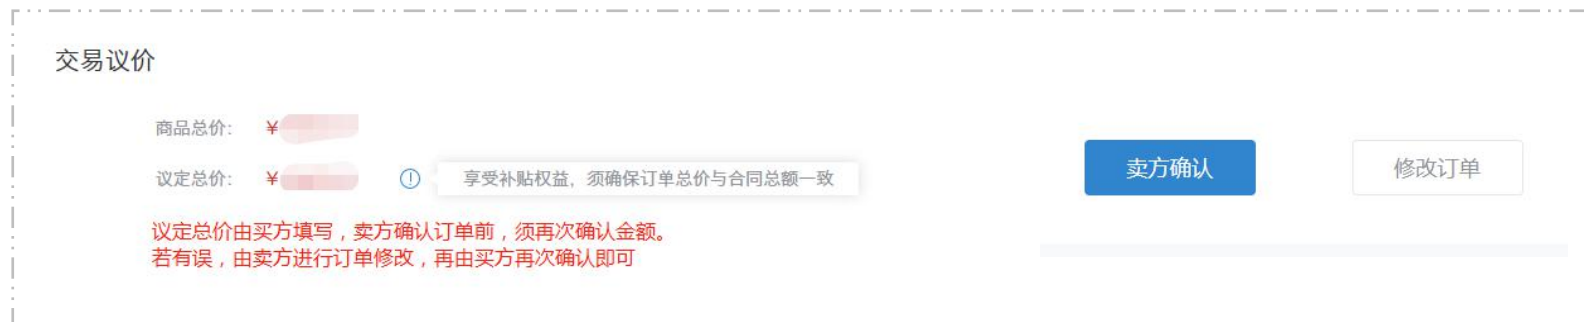 交易议价
商品总价: ¥
议定总价: ¥ 享受补贴权益,须确保订单总价与合同总额一致
卖方确认 修改订单
议定总价由买方填写,卖方确认订单前,须再次确认金额。
若有误,由卖方进行订单修改,再由买方再次确认即可